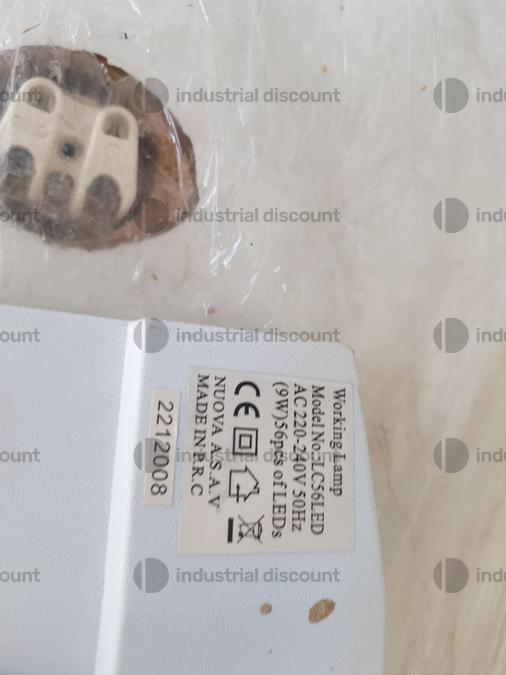 Working Lamp
Model No.:LC56LED
AC 220-240V 50Hz
(9W)56pcs of LEDs
CE
NUOVA A.S.A.V
MADE IN P.R.C
2212008
industrial discount